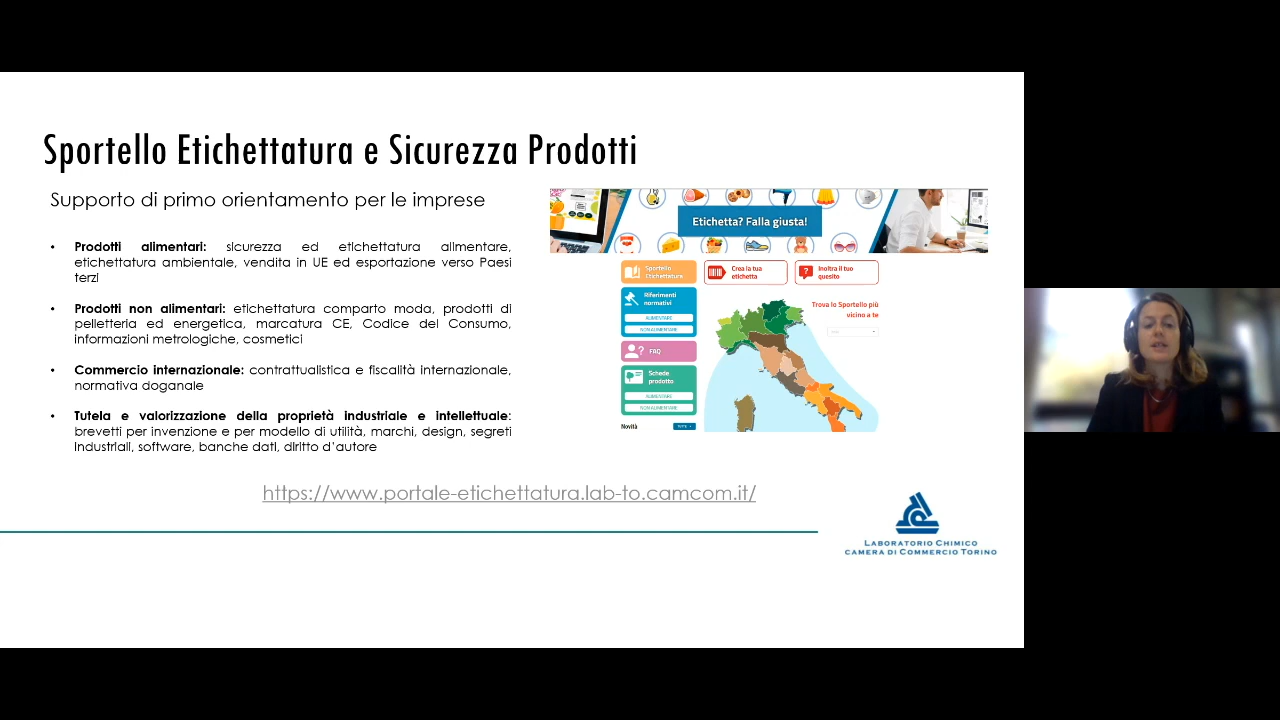 Sportello Etichettatura e Sicurezza Prodotti
Supporto di primo orientamento per le imprese
• Prodotti alimentari: sicurezza ed etichettatura alimentare,
etichettatura ambientale, vendita in UE ed esportazione verso Paesi
terzi
• Prodotti non alimentari: etichettatura comparto moda, prodotti di
pelletteria ed energetica, marcatura CE, Codice del Consumo,
informazioni metrologiche, cosmetici
• Commercio internazionale: contrattualistica e fiscalità internazionale,
normativa doganale
• Tutela e valorizzazione della proprietà industriale e intellettuale:
brevetti per invenzione e per modello di utilità, marchi, design, segreti
industriali, software, banche dati, diritto d'autore
Etichetta? Falla giusta!
Sportello
Etichettatura
Crea la tua
etichetta
Inoltra il tuo
quesito
Riferimenti
normativi
ALIMENTARE
NON ALIMENTARE
FAQ
Schede
prodotto
ALIMENTARE
NON ALIMENTARE
Novità
Trova lo Sportello più
vicino a te
https://www.portale-etichettatura.lab-to.camcom.it/
LABORATORIO CHIMICO
CAMERA DI COMMERCIO TORINO